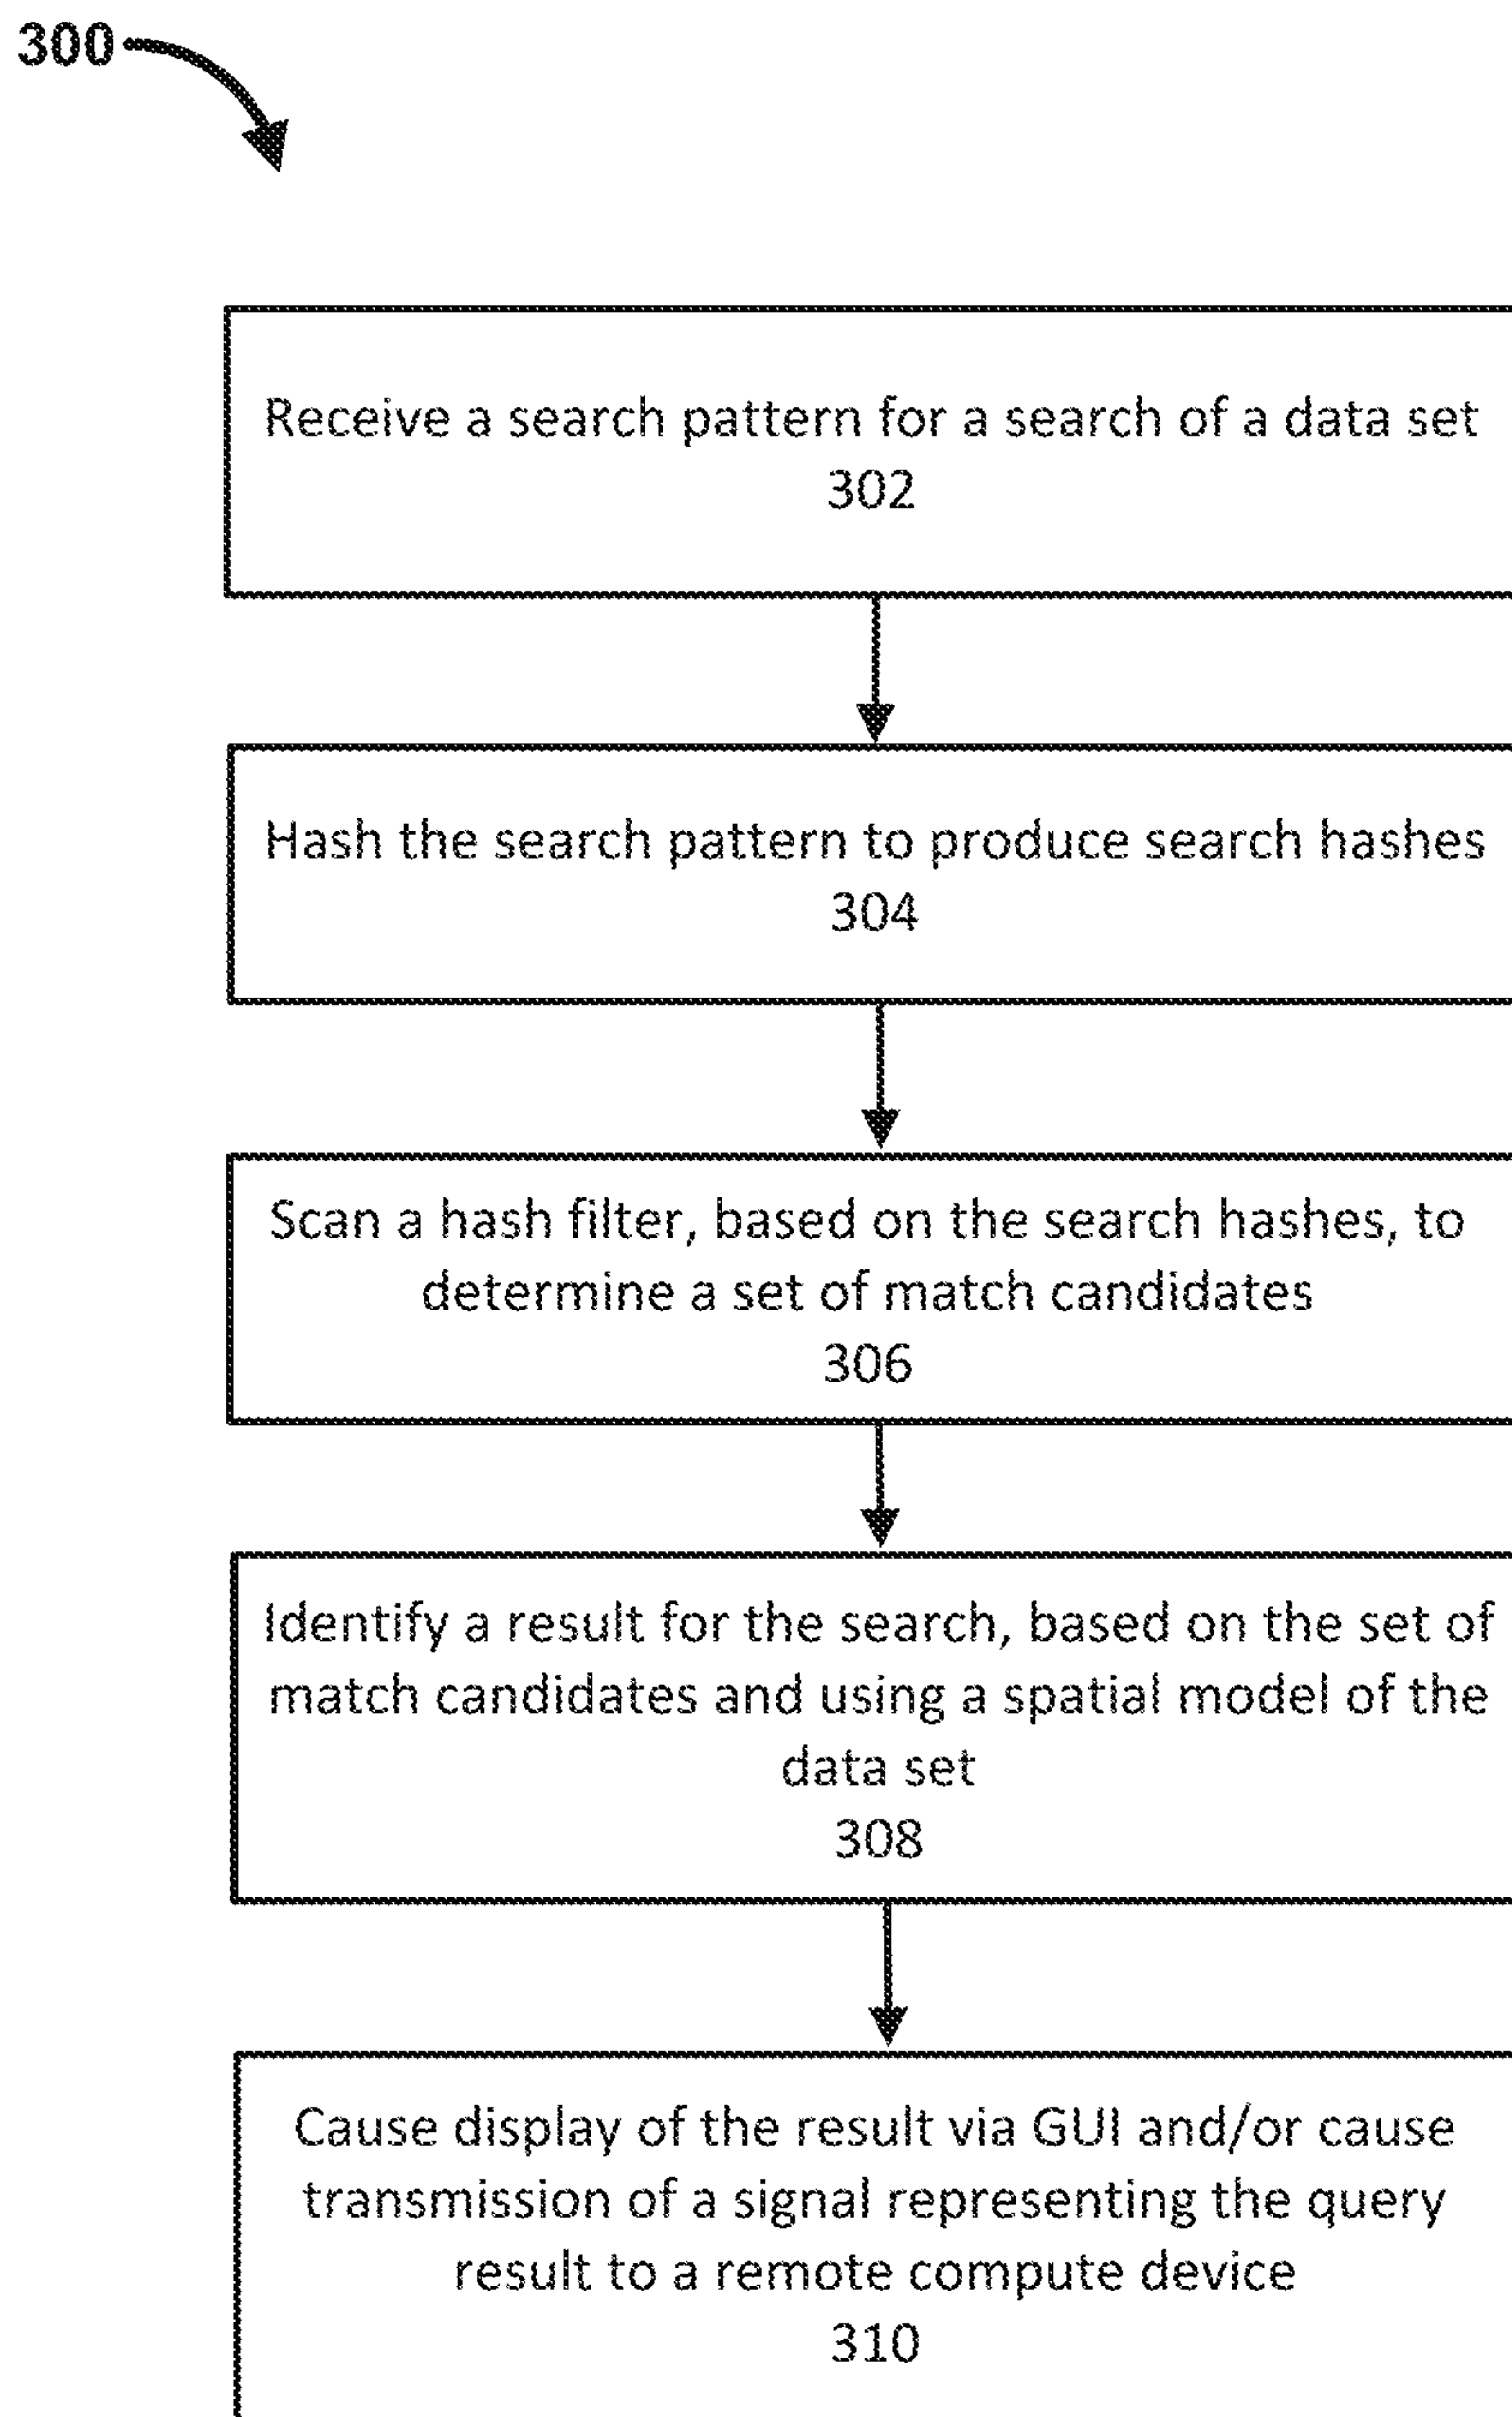 300
Receive a search pattern for a search of a data set
302
Hash the search pattern to produce search hashes
304
Scan a hash filter, based on the search hashes, to
determine a set of match candidates
306
Identify a result for the search, based on the set of
match candidates and using a spatial model of the
data set
308
Cause display of the result via GUI and/or cause
transmission of a signal representing the query
result to a remote compute device
310